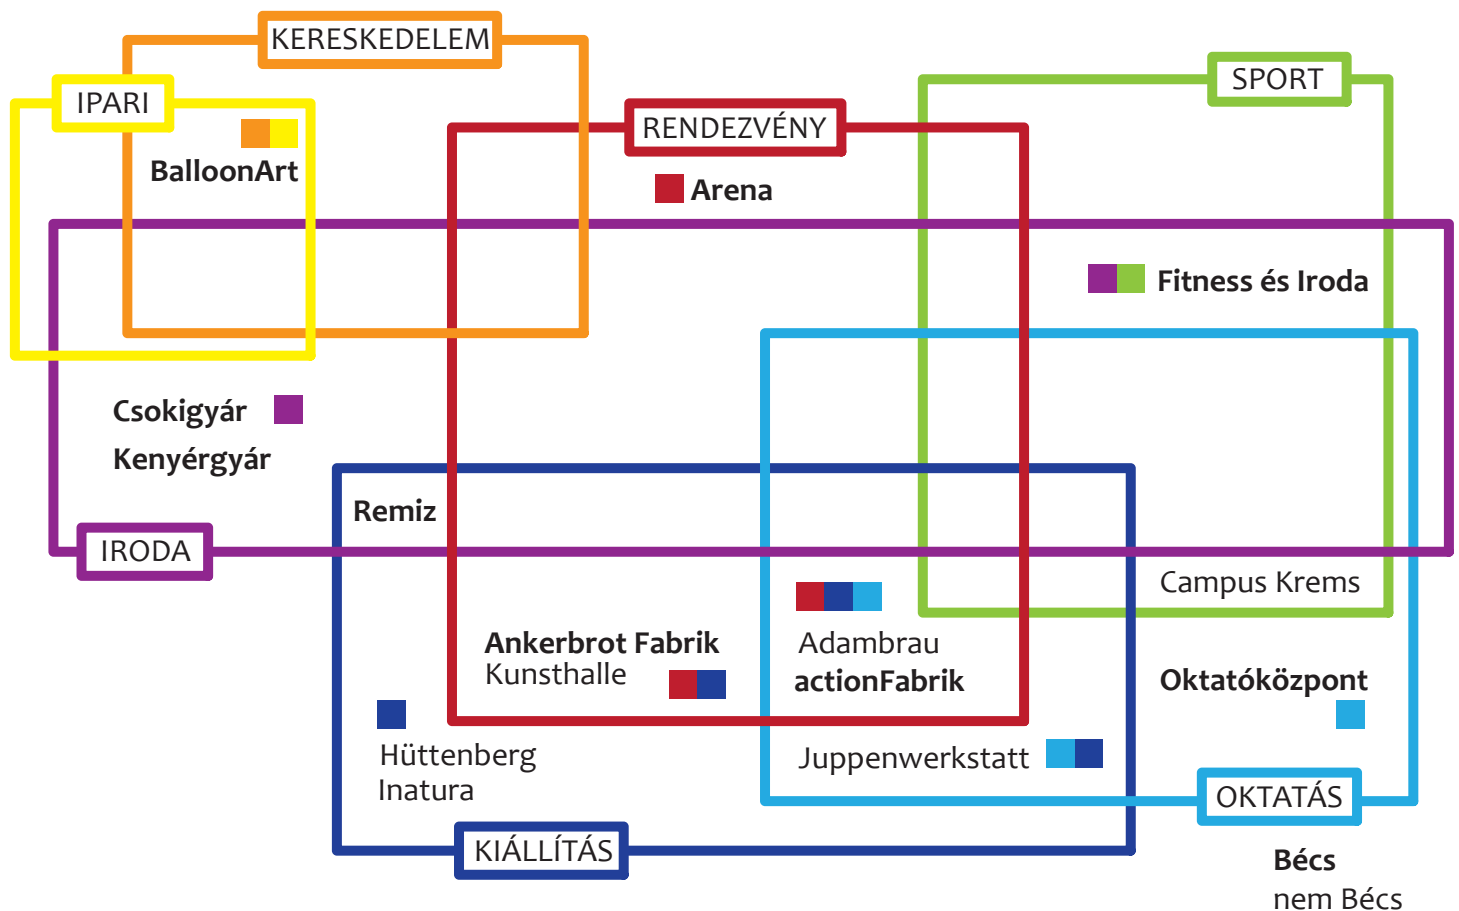 KERESKEDELEM
SPORT
IPARI
RENDEZVÉNY
BalloonArt
Arena
Fitness és Iroda
Csokigyár
Kenyérgyár
Remiz
IRODA
Campus Krems
Ankerbrot Fabrik
Kunsthalle
Adambrau
actionFabrik
Oktatóközpont
Hüttenberg
Inatura
Juppenwerkstatt
OKTATÁS
KIÁLLÍTÁS
Bécs
nem Bécs